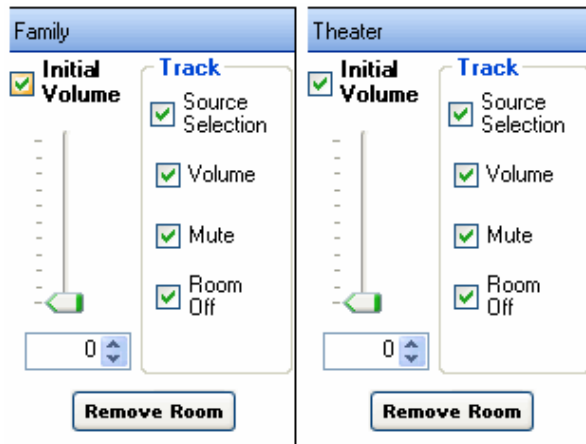 Family
Initial
Volume
Track
Source
Selection
Volume
Mute
Room
Off
0
Remove Room
Theater
Initial
Volume
Track
Source
Selection
Volume
Mute
Room
Off
0
Remove Room